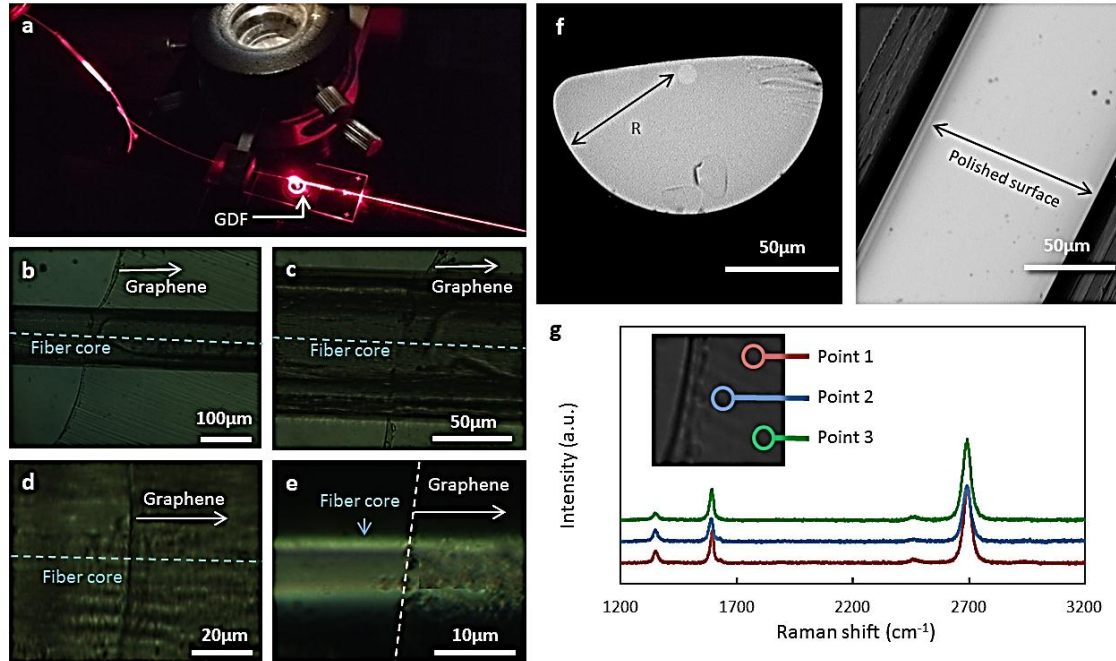 a
GDF
b
Graphene
Fiber core
100µm
c
Graphene
Fiber core
50µm
d
Graphene
Fiber core
20µm
e
Graphene
Fiber core
10µm
f
R
50µm
Polished surface
50µm
g
Point 1
Point 2
Point 3
Intensity (a.u.)
1200
1700
2200
2700
3200
Raman shift (cm⁻¹)